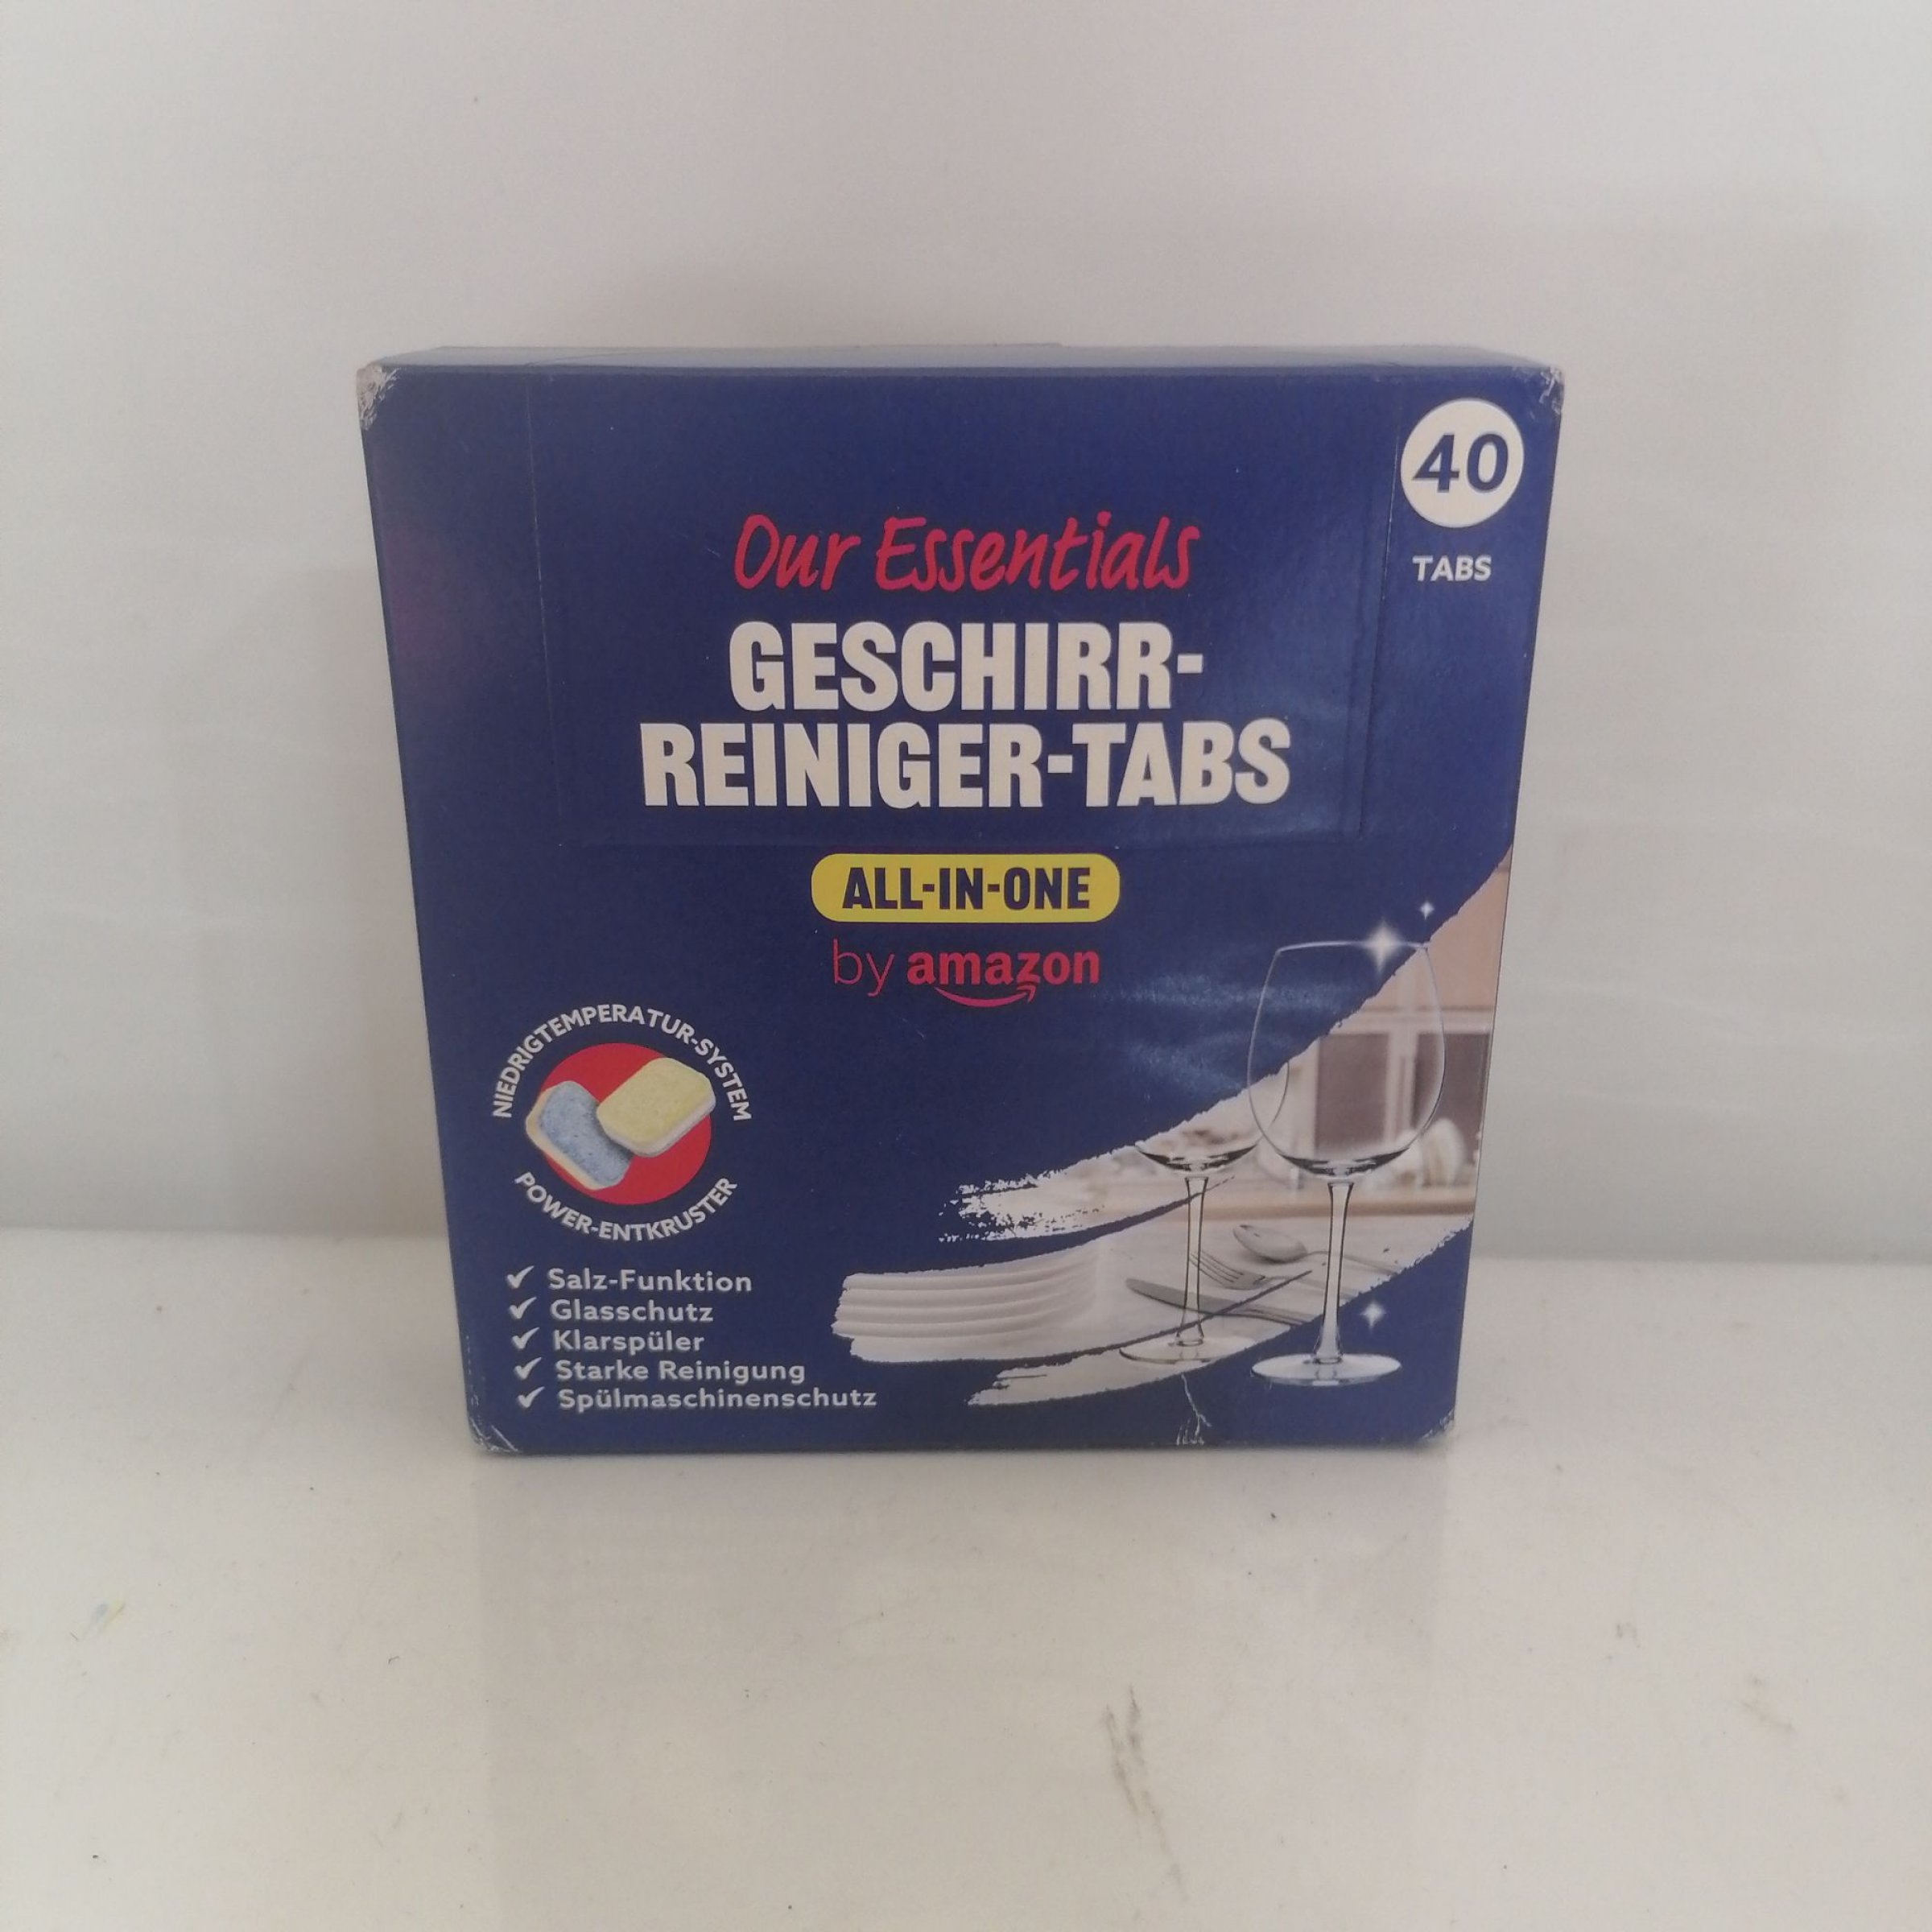 40
TABS
Our Essentials
GESCHIRR-
REINIGER-TABS
ALL-IN-ONE
by amazon
NIEDRIGTEMPERATUR-SYSTEM
POWER-ENTKRUSTER
✓ Salz-Funktion
✓ Glasschutz
✓ Klarspüler
✓ Starke Reinigung
✓ Spülmaschinenschutz